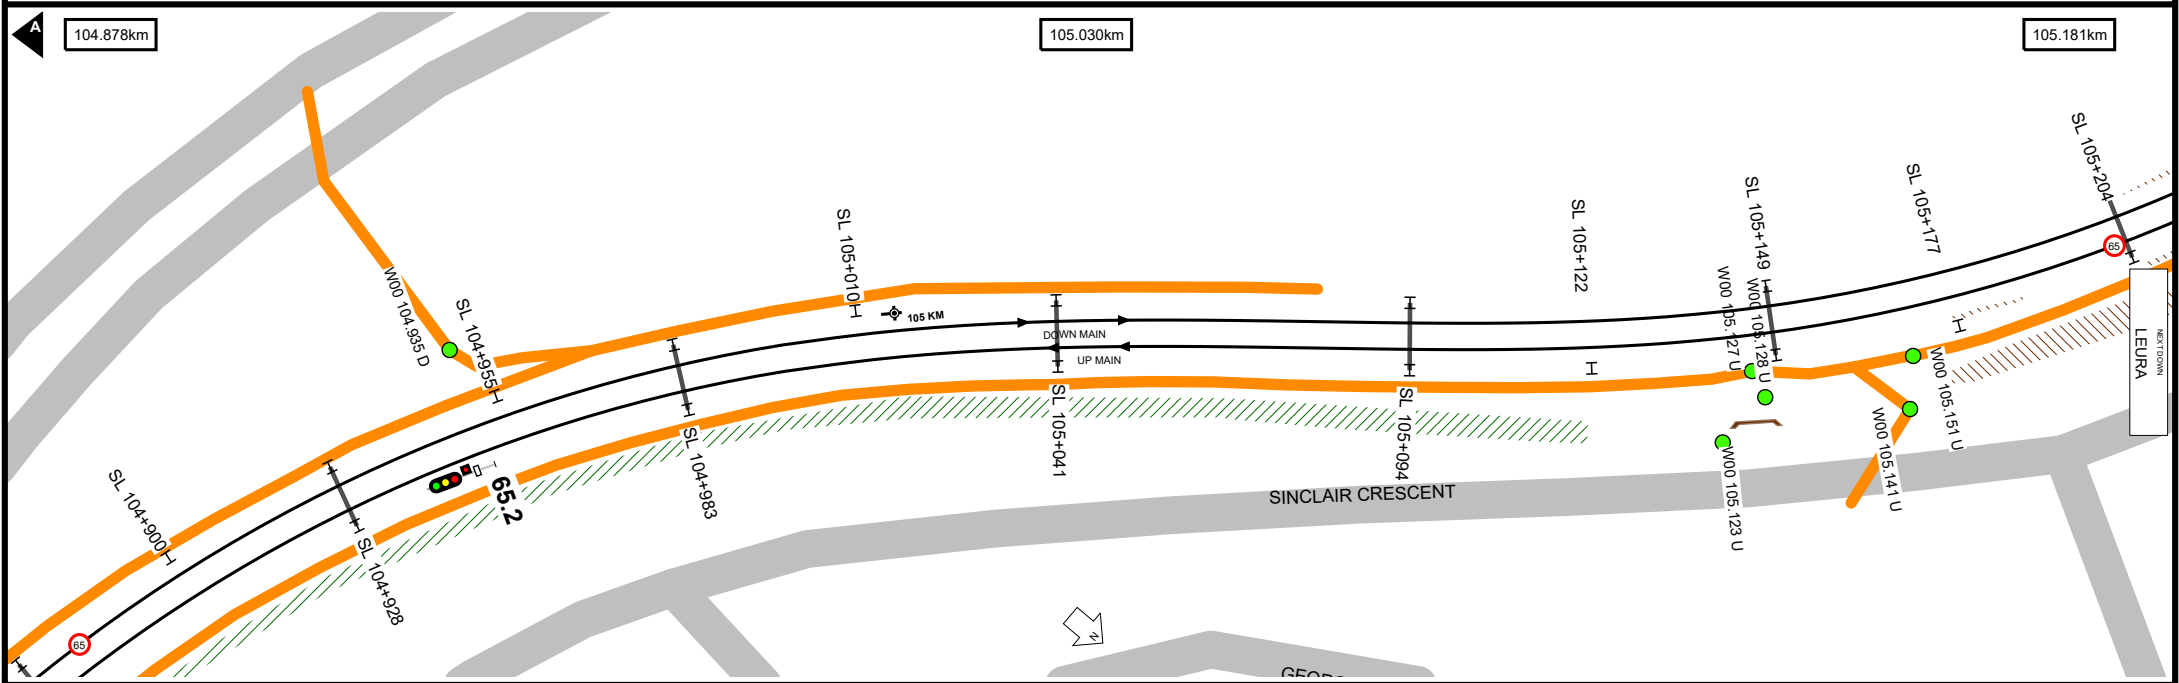 A
104.878km
105.030km
105.181km
SL 105+204
SL 105+177
SL 105+149
SL 105+122
SL 105+010
W00 104.935 D
SL 104+955
W00 105.127 U
W00 105.128 U
65
105 KM
DOWN MAIN
UP MAIN
NEXT DOWN
LEURA
W00 105.151 U
SL 105+041
SL 105+094
W00 105.141 U
SL 104+983
W00 105.123 U
SL 104+900
65.2
SINCLAIR CRESCENT
SL 104+928
65
N